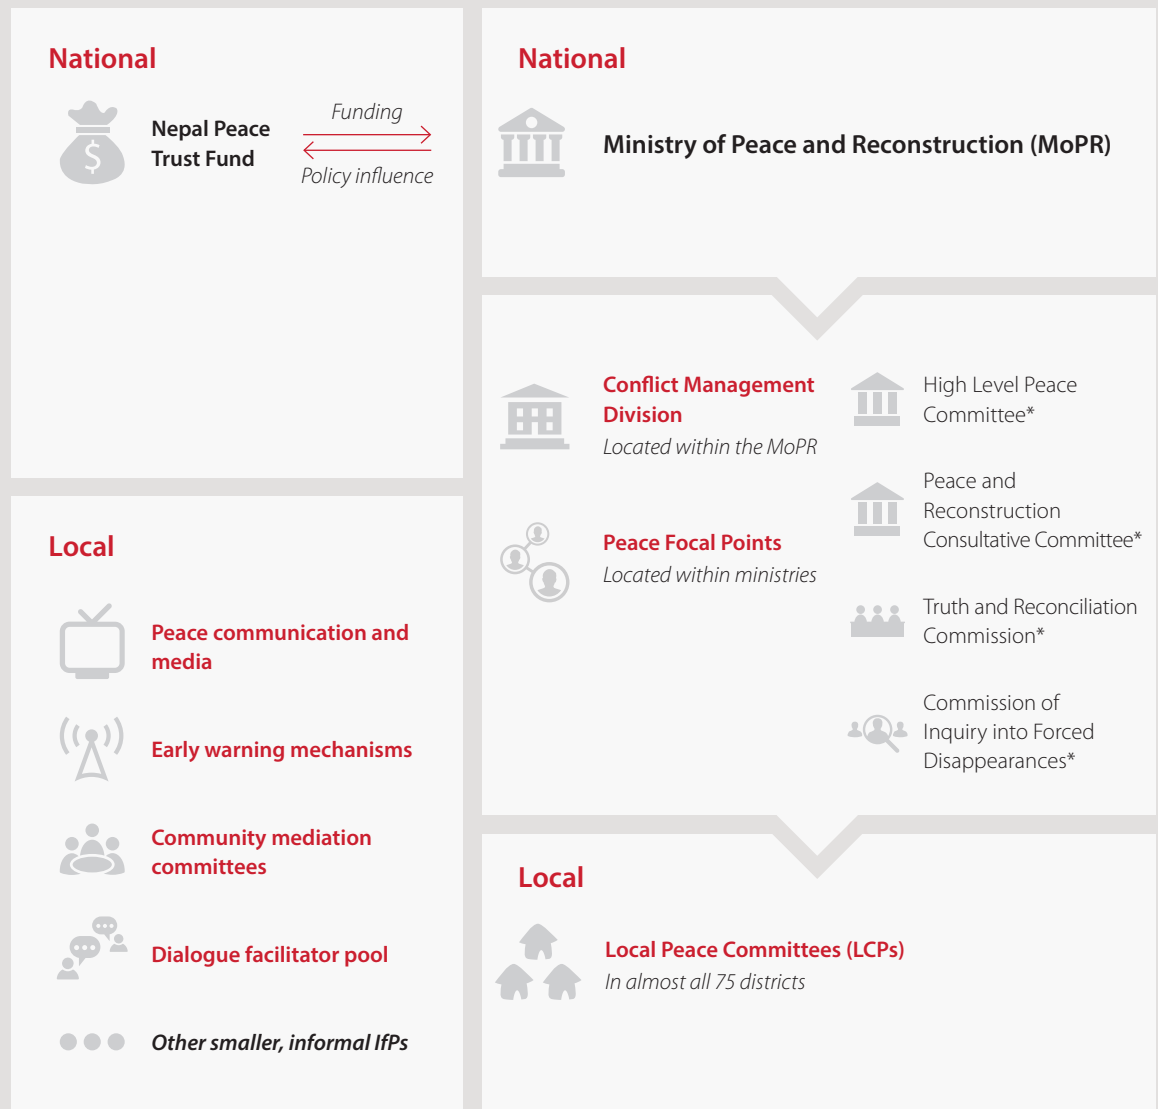 National
Nepal Peace
Trust Fund
Funding
Policy influence
National
Ministry of Peace and Reconstruction (MoPR)
Conflict Management
Division
Located within the MoPR
Peace Focal Points
Located within ministries
High Level Peace
Committee*
Peace and
Reconstruction
Consultative Committee*
Truth and Reconciliation
Commission*
Commission of
Inquiry into Forced
Disappearances*
Local
Peace communication and
media
Early warning mechanisms
Community mediation
committees
Dialogue facilitator pool
Other smaller, informal IfPs
Local
Local Peace Committees (LCPs)
In almost all 75 districts
$